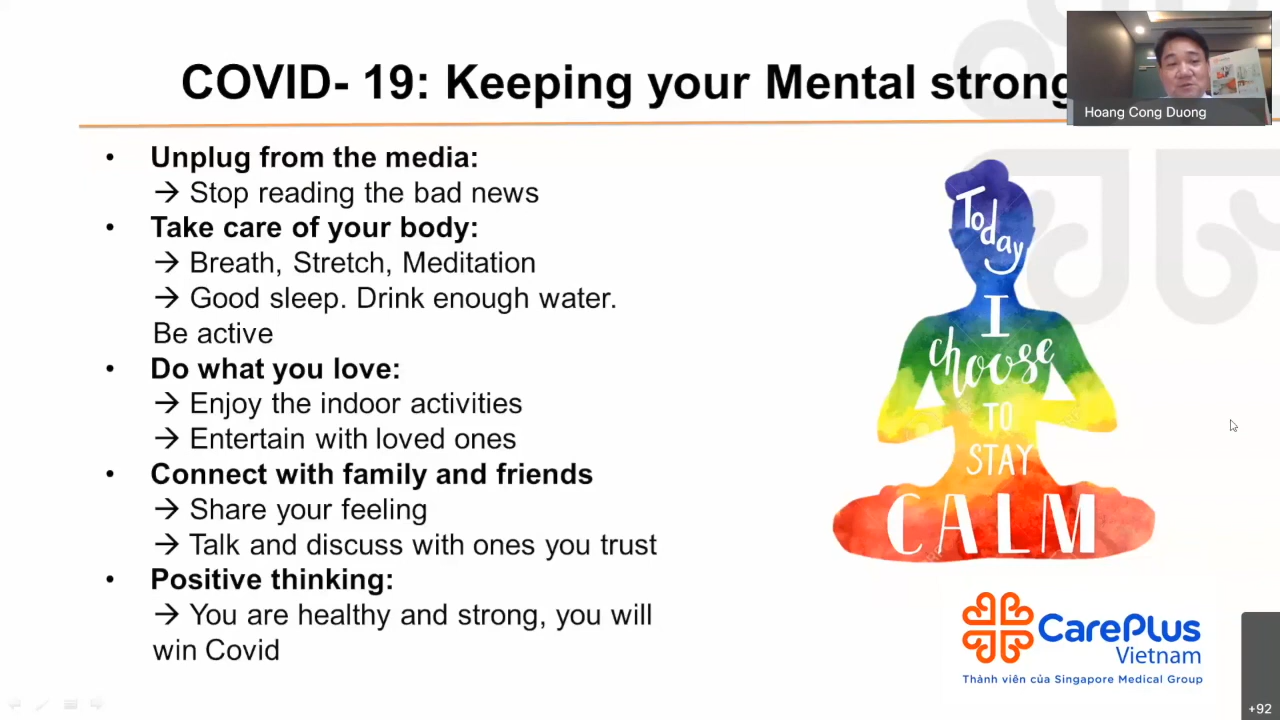 COVID- 19: Keeping your Mental strong
Hoang Cong Duong
• Unplug from the media:
→ Stop reading the bad news
• Take care of your body:
→ Breath, Stretch, Meditation
→ Good sleep. Drink enough water.
Be active
• Do what you love:
→ Enjoy the indoor activities
→ Entertain with loved ones
• Connect with family and friends
→ Share your feeling
→ Talk and discuss with ones you trust
• Positive thinking:
→ You are healthy and strong, you will
win Covid
Today
I
choose
TO
STAY
CALM
CarePlus
Vietnam
Thành viên của Singapore Medical Group
+92